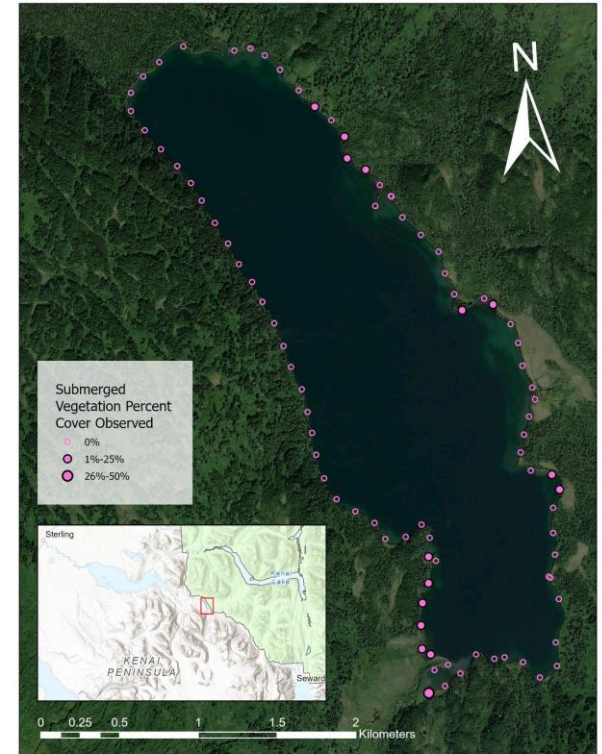 N
Submerged
Vegetation Percent
Cover Observed
0%
1%-25%
26%-50%
Sterling
Kenai
Lake
KENAI
PENINSULA
Seward
0 0.25 0.5 1 1.5 2
Kilometers